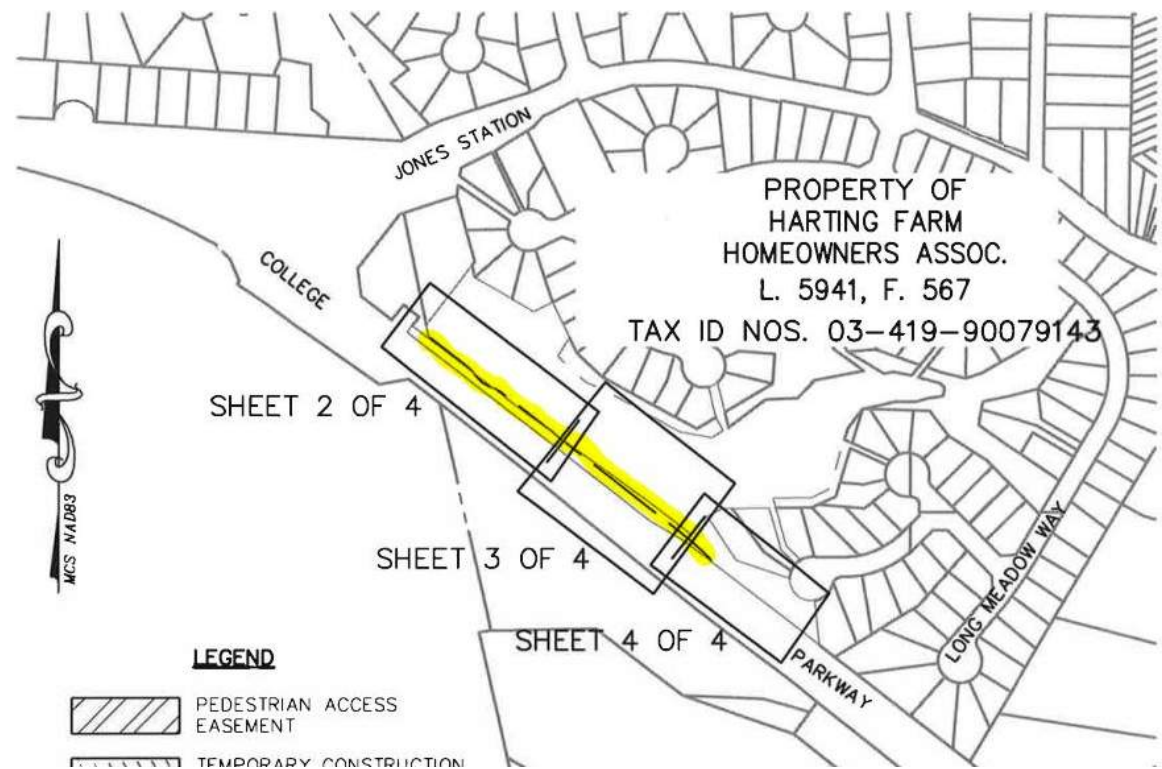 JONES STATION
PROPERTY OF
HARTING FARM
HOMEOWNERS ASSOC.
L. 5941, F. 567
TAX ID NOS. 03-419-90079143
COLLEGE
SHEET 2 OF 4
MCS NAD83
SHEET 3 OF 4
SHEET 4 OF 4
PARKWAY
LONG MEADOW WAY
LEGEND
PEDESTRIAN ACCESS
EASEMENT
TEMPORARY CONSTRUCTION